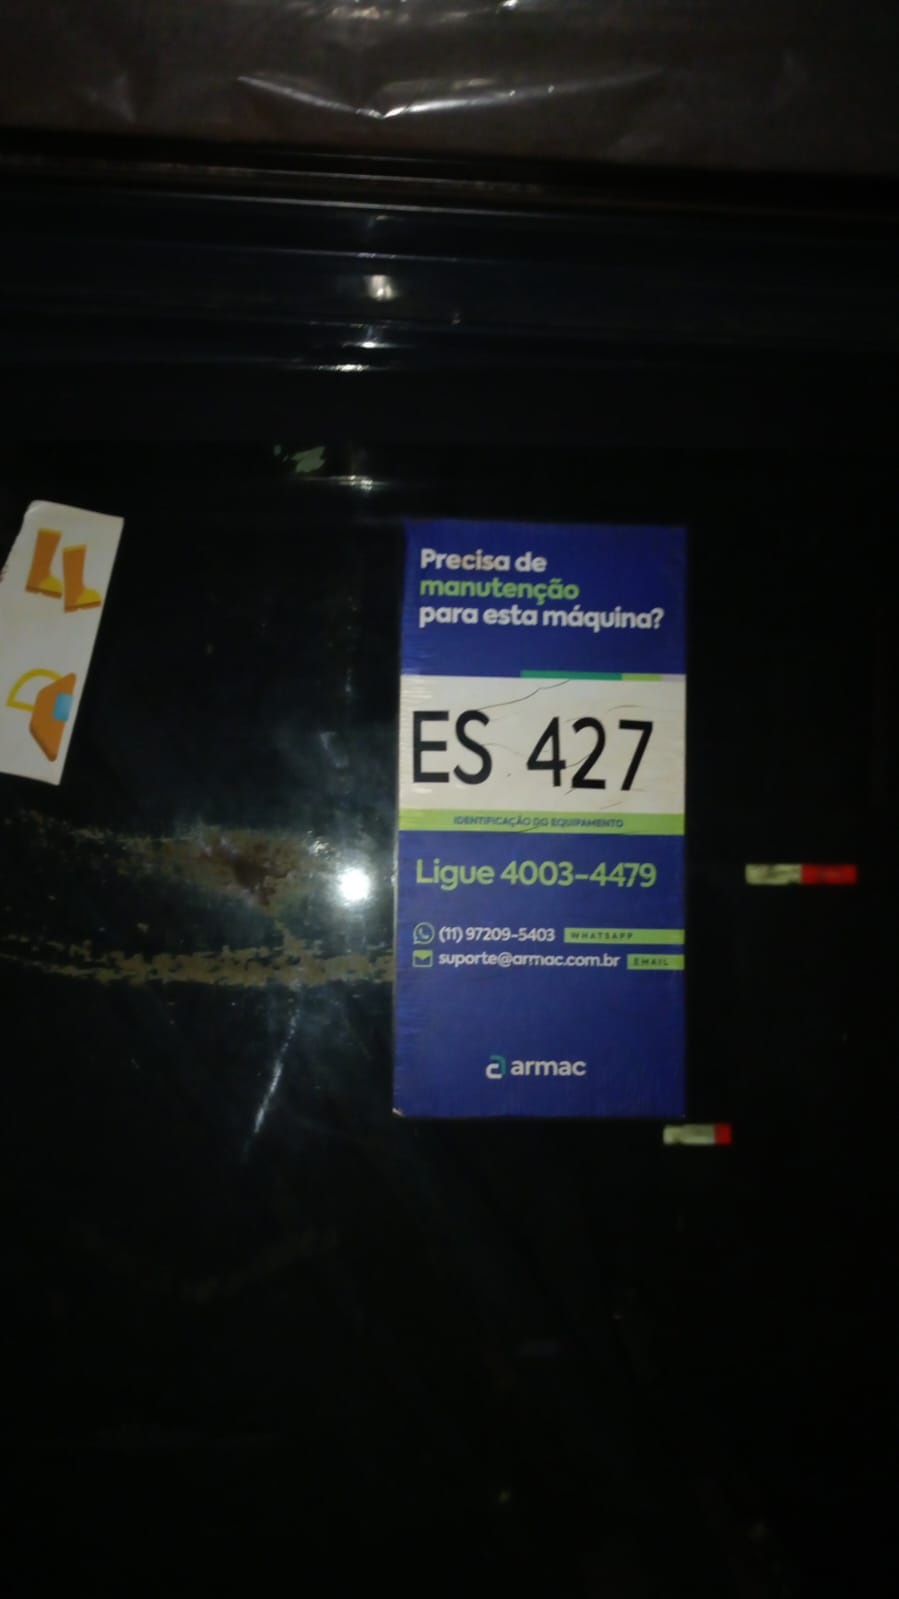 Precisa de
manutenção
para esta máquina?
ES 427
IDENTIFICAÇÃO DO EQUIPAMENTO
Ligue 4003-4479
(11) 97209-5403 WHATSAPP
suporte@armac.com.br EMAIL
armac